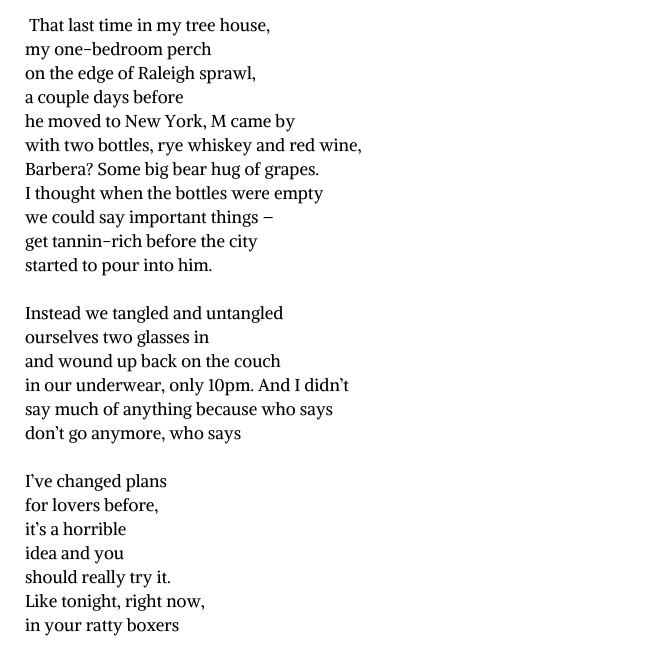 That last time in my tree house,
my one-bedroom perch
on the edge of Raleigh sprawl,
a couple days before
he moved to New York, M came by
with two bottles, rye whiskey and red wine,
Barbera? Some big bear hug of grapes.
I thought when the bottles were empty
we could say important things –
get tannin-rich before the city
started to pour into him.

Instead we tangled and untangled
ourselves two glasses in
and wound up back on the couch
in our underwear, only 10pm. And I didn’t
say much of anything because who says
don’t go anymore, who says

I’ve changed plans
for lovers before,
it’s a horrible
idea and you
should really try it.
Like tonight, right now,
in your ratty boxers